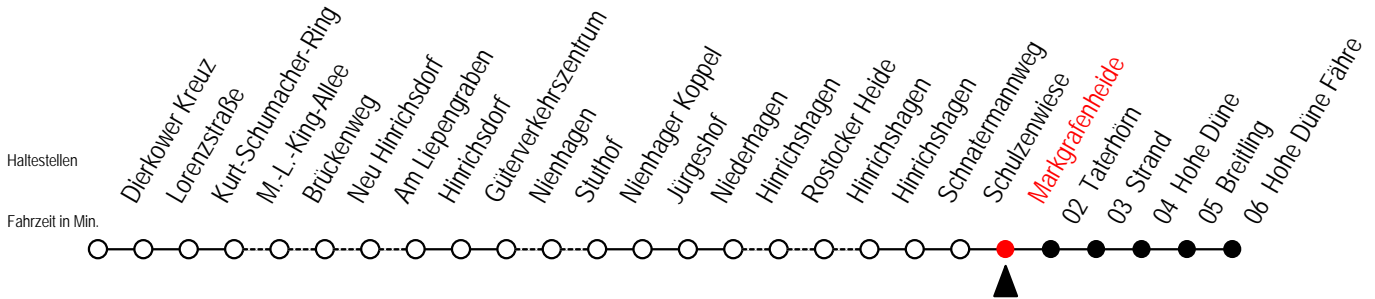 Haltestellen
Fahrzeit in Min.
Dierkower Kreuz
Lorenzstraße
Kurt-Schumacher-Ring
M.-L.-King-Allee
Brückenweg
Neu Hinrichsdorf
Am Liepengraben
Hinrichsdorf
Güterverkehrszentrum
Nienhagen
Stuthof
Nienhager Koppel
Jürgeshof
Niederhagen
Hinrichshagen
Rostocker Heide
Hinrichshagen
Hinrichshagen
Schnatermannweg
Schulzenwiese
Markgrafenheide
02 Taterhörn
03 Strand
04 Hohe Düne
05 Breitling
06 Hohe Düne Fähre